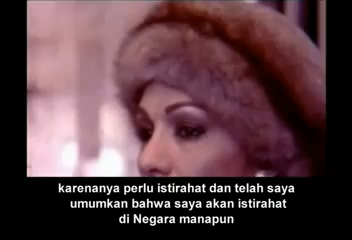 karenanya perlu istirahat dan telah saya
umumkan bahwa saya akan istirahat
di Negara manapun